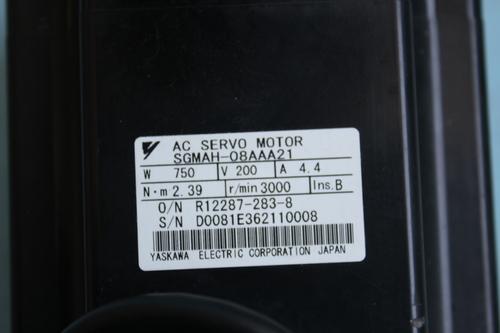 AC SERVO MOTOR
SGMAH-08AAA21
W 750 V 200 A 4.4
N·m 2.39 r/min 3000 Ins.B
O/N R12287-283-8
S/N D0081E362110008
YASKAWA ELECTRIC CORPORATION JAPAN